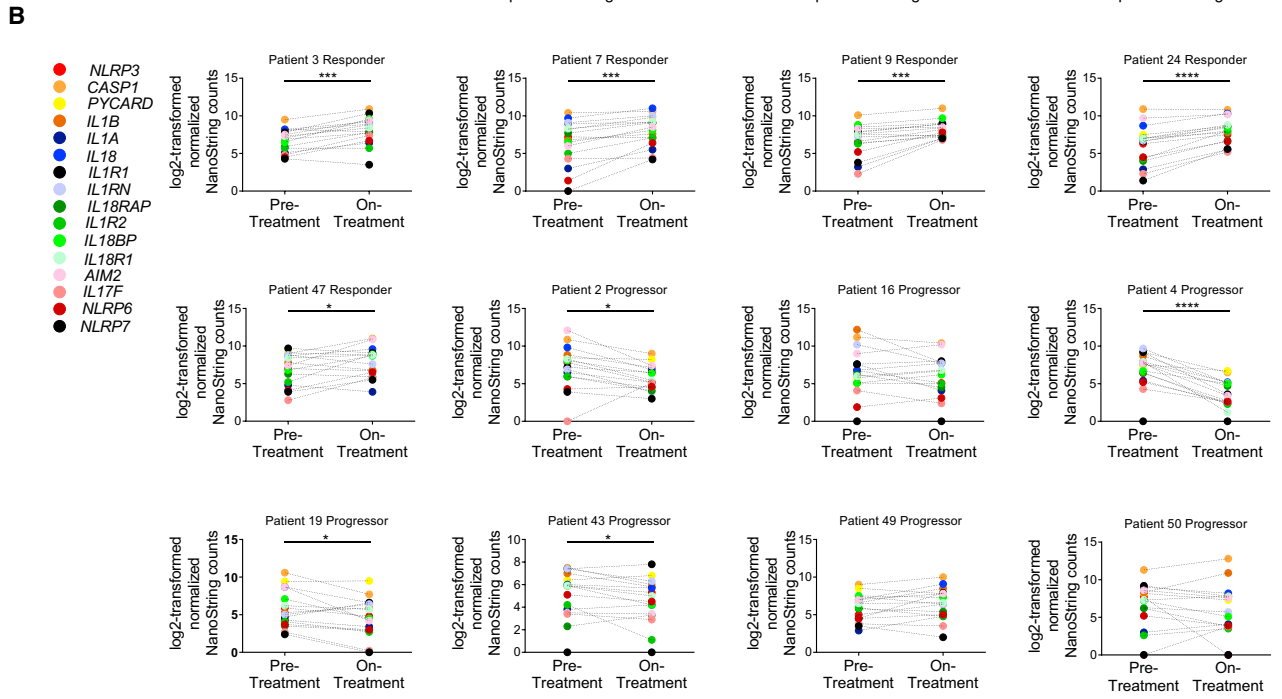 B
NLRP3
CASP1
PYCARD
IL1B
IL1A
IL18
IL1R1
IL1RN
IL18RAP
IL1R2
IL18BP
IL18R1
AIM2
IL17F
NLRP6
NLRP7
Patient 3 Responder
***
log2-transformed
normalized
NanoString counts
15
10
5
0
Pre-
Treatment
On-
Treatment
Patient 7 Responder
***
log2-transformed
normalized
NanoString counts
15
10
5
0
Pre-
Treatment
On-
Treatment
Patient 9 Responder
***
log2-transformed
normalized
NanoString counts
15
10
5
0
Pre-
Treatment
On-
Treatment
Patient 24 Responder
****
log2-transformed
normalized
NanoString counts
15
10
5
0
Pre-
Treatment
On-
Treatment
Patient 47 Responder
*
log2-transformed
normalized
NanoString counts
15
10
5
0
Pre-
Treatment
On-
Treatment
Patient 2 Progressor
*
log2-transformed
normalized
NanoString counts
15
10
5
0
Pre-
Treatment
On-
Treatment
Patient 16 Progressor
log2-transformed
normalized
NanoString counts
15
10
5
0
Pre-
Treatment
On-
Treatment
Patient 4 Progressor
****
log2-transformed
normalized
NanoString counts
15
10
5
0
Pre-
Treatment
On-
Treatment
Patient 19 Progressor
*
log2-transformed
normalized
NanoString counts
15
10
5
0
Pre-
Treatment
On-
Treatment
Patient 43 Progressor
*
log2-transformed
normalized
NanoString counts
10
8
6
4
2
0
Pre-
Treatment
On-
Treatment
Patient 49 Progressor
log2-transformed
normalized
NanoString counts
15
10
5
0
Pre-
Treatment
On-
Treatment
Patient 50 Progressor
log2-transformed
normalized
NanoString counts
15
10
5
0
Pre-
Treatment
On-
Treatment